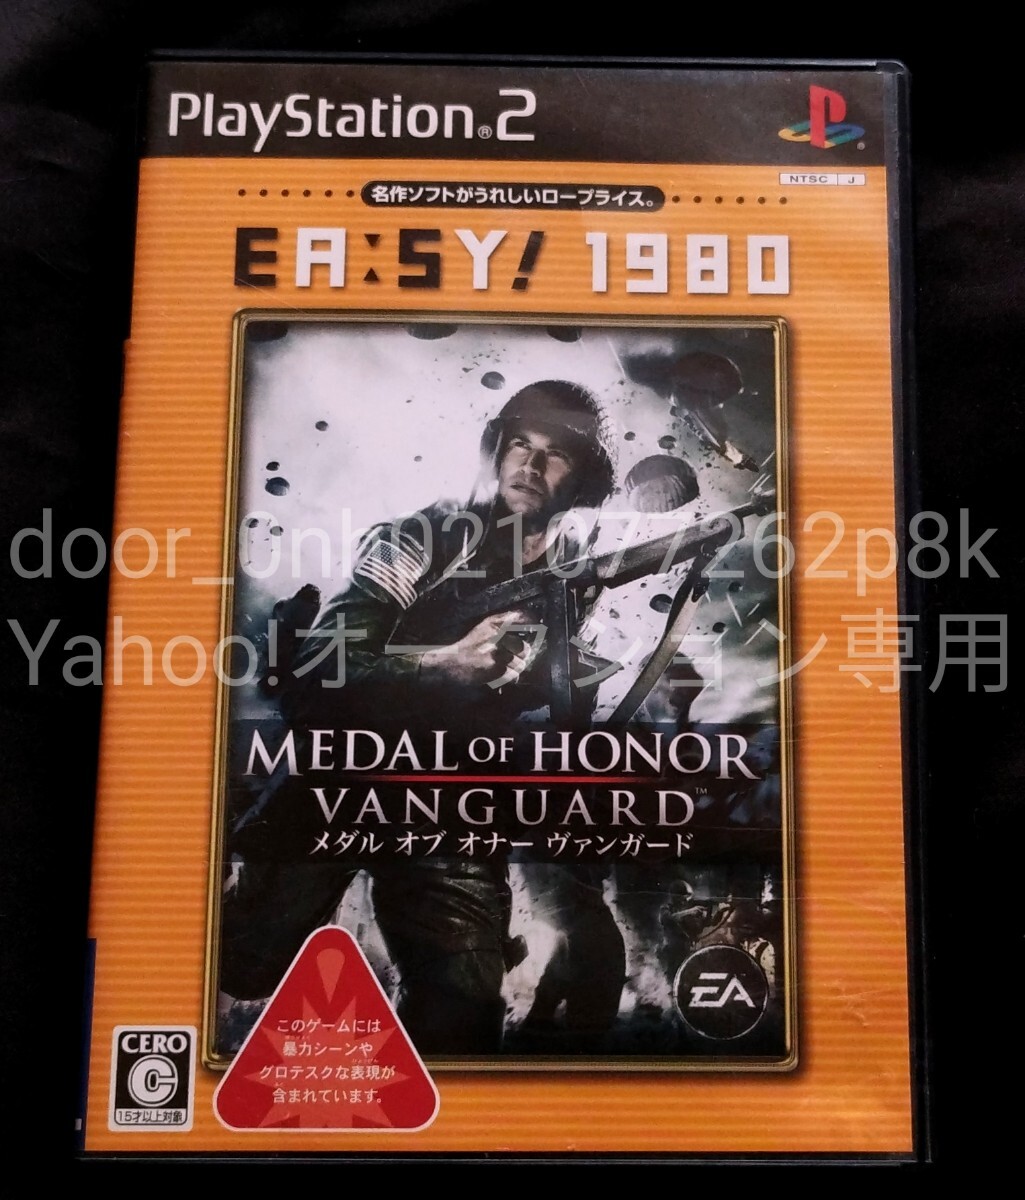 PlayStation®2
NTSC J
名作ソフトがうれしいロープライス。
EA:SY! 1980
door_0nh021077262p8k
Yahoo!オークション専用
MEDAL OF HONOR
VANGUARD™
メダル オブ オナー ヴァンガード
EA
このゲームには
暴力シーンや
グロテスクな表現が
含まれています。
CERO
C
15才以上対象